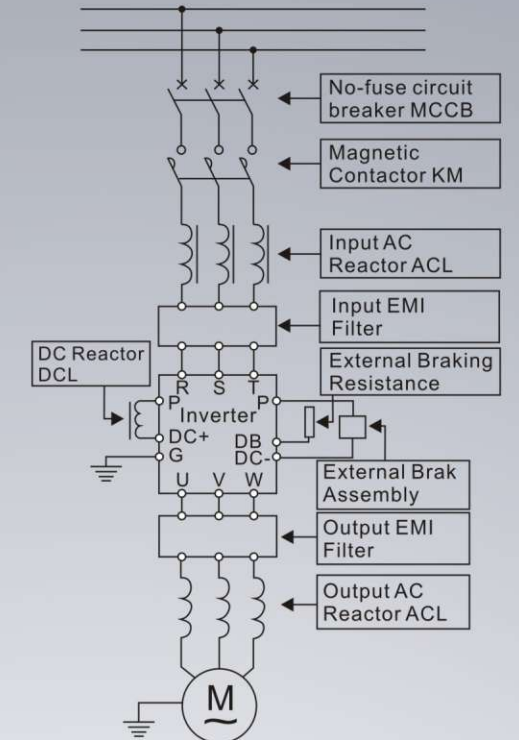 No-fuse circuit
breaker MCCB
Magnetic
Contactor KM
Input AC
Reactor ACL
Input EMI
Filter
DC Reactor
DCL
External Braking
Resistance
R S T
P P
Inverter
DC+ DB
G DC-
U V W
External Brak
Assembly
Output EMI
Filter
Output AC
Reactor ACL
M
~